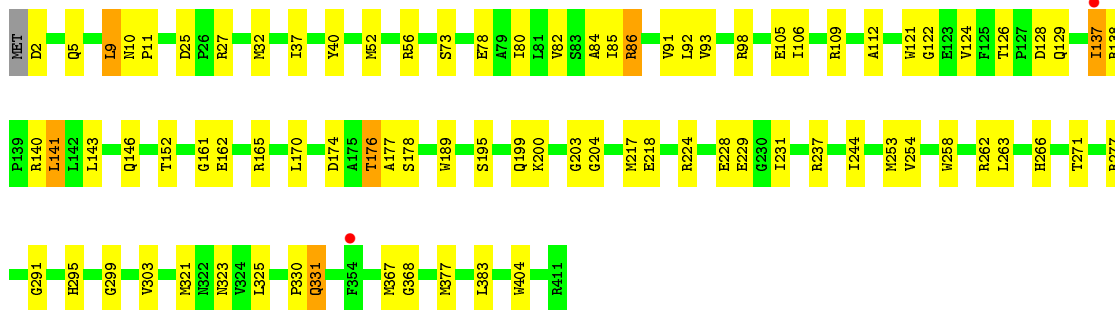 MET D2 Q5 L9 N10 P11 D25 P26 R27 M32 I37 Y40 M52 R56 S73 E78 A79 I80 L81 V82 S83 A84 I85 R86 V91 L92 V93 R98 E105 I106 R109 A112 W121 G122 E123 V124 F125 T126 P127 D128 Q129 I137
P139 R140 L141 L142 L143 Q146 T152 G161 E162 R165 L170 D174 A175 T176 A177 S178 W189 S195 Q199 K200 G203 G204 M217 E218 R224 E228 E229 G230 I231 R237 I244 M253 V254 W258 R262 L263 H266 T271
G291 H295 G299 V303 M321 N322 N323 V324 L325 P330 Q331 F354 M367 G368 M377 L383 W404 R411